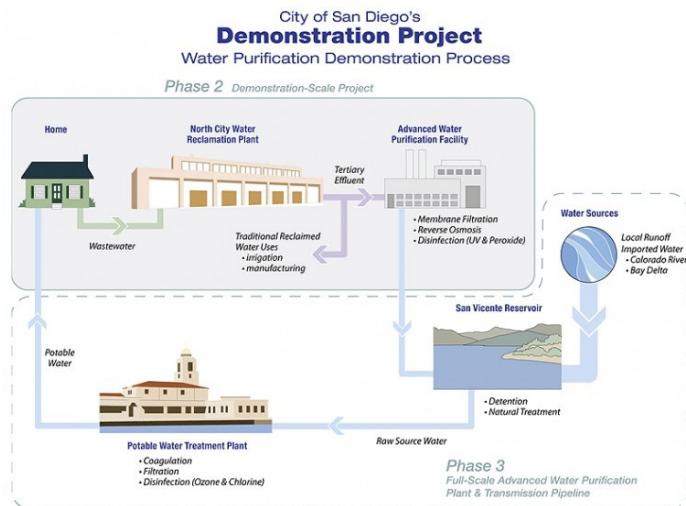 City of San Diego's
Demonstration Project
Water Purification Demonstration Process
Phase 2 Demonstration-Scale Project
Home
North City Water
Reclamation Plant
Advanced Water
Purification Facility
Tertiary
Effluent
Wastewater
Traditional Reclaimed
Water Uses
• irrigation
• manufacturing
• Membrane Filtration
• Reverse Osmosis
• Disinfection (UV & Peroxide)
Water Sources
Local Runoff
Imported Water
• Colorado River
• Bay Delta
San Vicente Reservoir
• Detention
• Natural Treatment
Potable
Water
Raw Source Water
Potable Water Treatment Plant
• Coagulation
• Filtration
• Disinfection (Ozone & Chlorine)
Phase 3
Full-Scale Advanced Water Purification
Plant & Transmission Pipeline